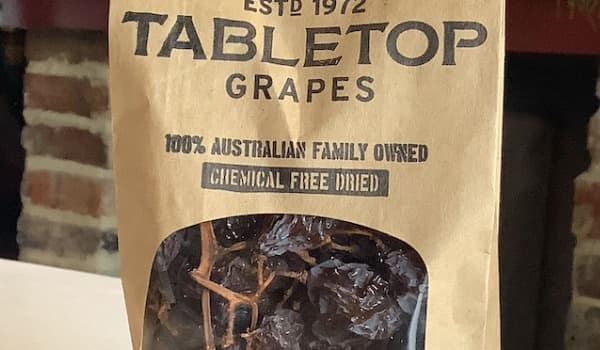 ESTD 1972
TABLETOP
GRAPES
100% AUSTRALIAN FAMILY OWNED
CHEMICAL FREE DRIED